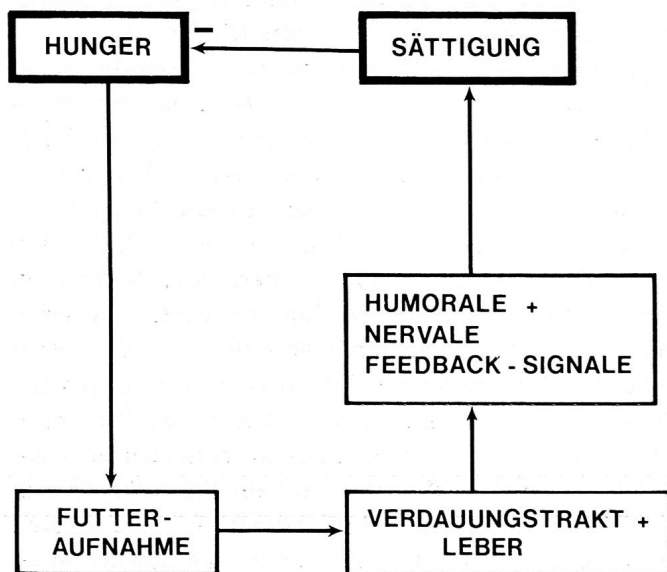 HUNGER
–
SÄTTIGUNG
HUMORALE +
NERVALE
FEEDBACK - SIGNALE
FUTTER-
AUFNAHME
VERDAUUNGSTRAKT +
LEBER